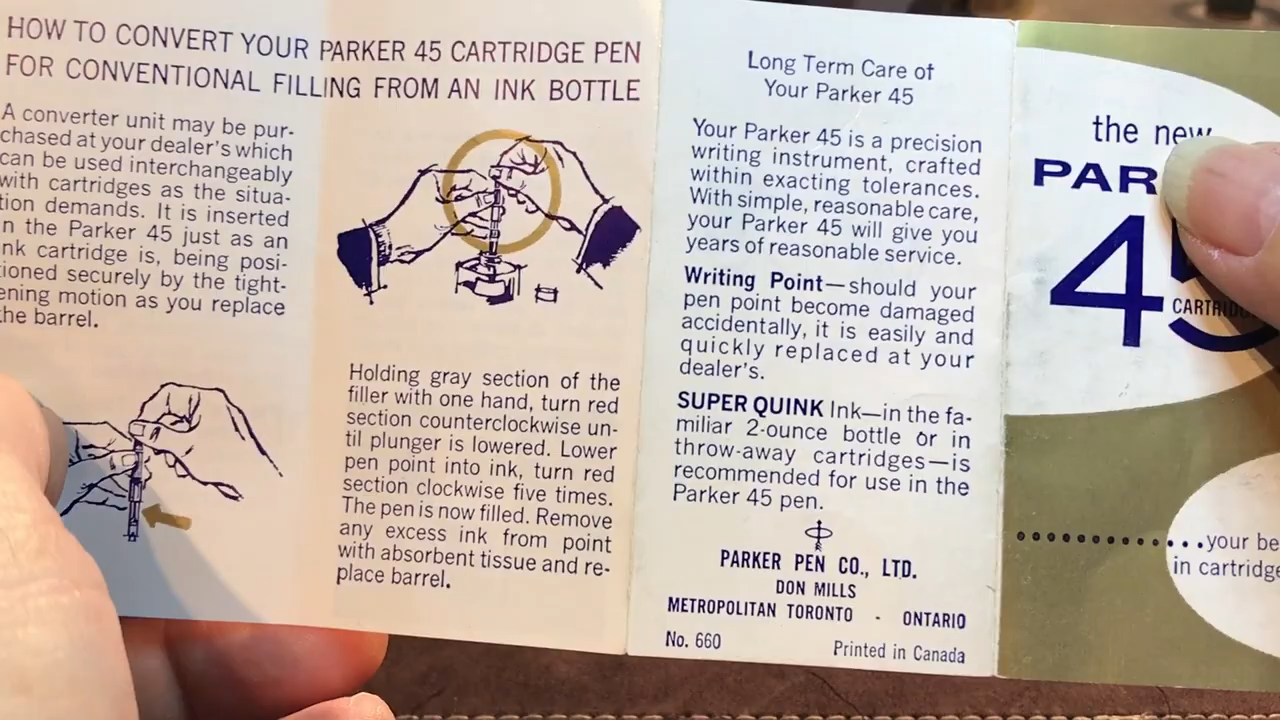 HOW TO CONVERT YOUR PARKER 45 CARTRIDGE PEN
FOR CONVENTIONAL FILLING FROM AN INK BOTTLE
A converter unit may be pur-
chased at your dealer's which
can be used interchangeably
with cartridges as the situa-
tion demands. It is inserted
n the Parker 45 just as an
nk cartridge is, being posi-
tioned securely by the tight-
ening motion as you replace
the barrel.
Holding gray section of the
filler with one hand, turn red
section counterclockwise un-
til plunger is lowered. Lower
pen point into ink, turn red
section clockwise five times.
The pen is now filled. Remove
any excess ink from point
with absorbent tissue and re-
place barrel.
Long Term Care of
Your Parker 45
Your Parker 45 is a precision
writing instrument, crafted
within exacting tolerances.
With simple, reasonable care,
your Parker 45 will give you
years of reasonable service.
Writing Point—should your
pen point become damaged
accidentally, it is easily and
quickly replaced at your
dealer's.
SUPER QUINK Ink—in the fa-
miliar 2-ounce bottle or in
throw-away cartridges—is
recommended for use in the
Parker 45 pen.
PARKER PEN CO., LTD.
DON MILLS
METROPOLITAN TORONTO - ONTARIO
No. 660 Printed in Canada
the new
PAR
45
CARTRIDG
...your be
in cartridge